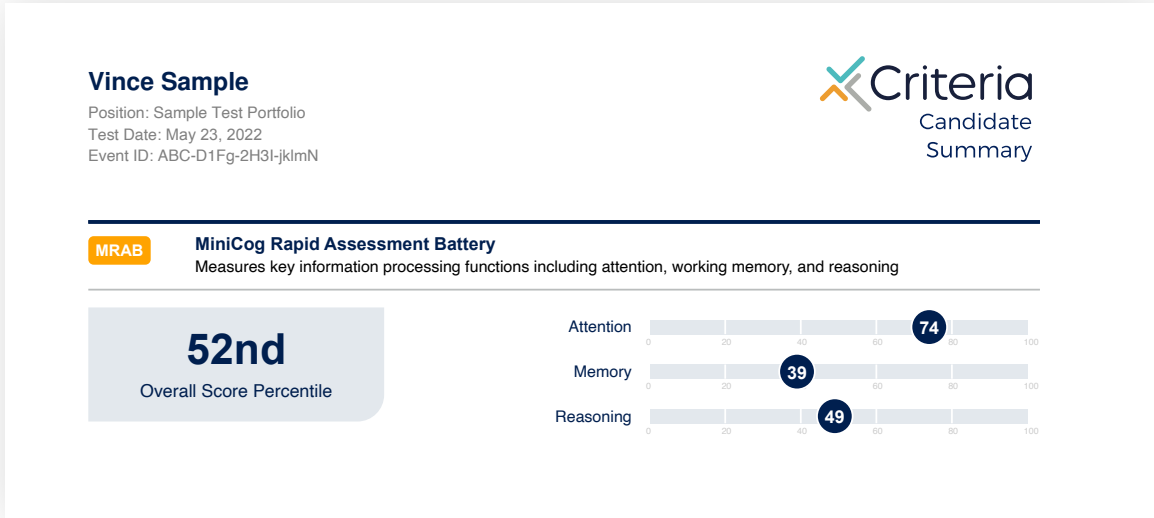 Vince Sample
Position: Sample Test Portfolio
Test Date: May 23, 2022
Event ID: ABC-D1Fg-2H3I-jklmN
Criteria
Candidate
Summary
MRAB
MiniCog Rapid Assessment Battery
Measures key information processing functions including attention, working memory, and reasoning
52nd
Overall Score Percentile
Attention 74
0 20 40 60 80 100
Memory 39
0 20 40 60 80 100
Reasoning 49
0 20 40 60 80 100